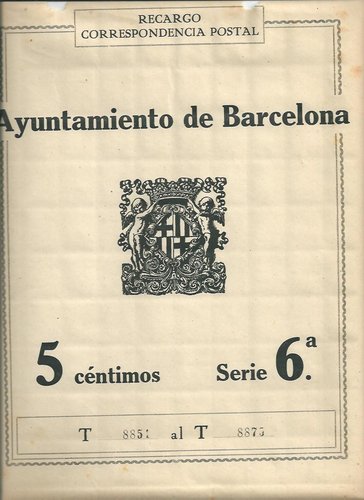 RECARGO
CORRESPONDENCIA POSTAL
Ayuntamiento de Barcelona
5 céntimos Serie 6.ª
T 8851 al T 8875